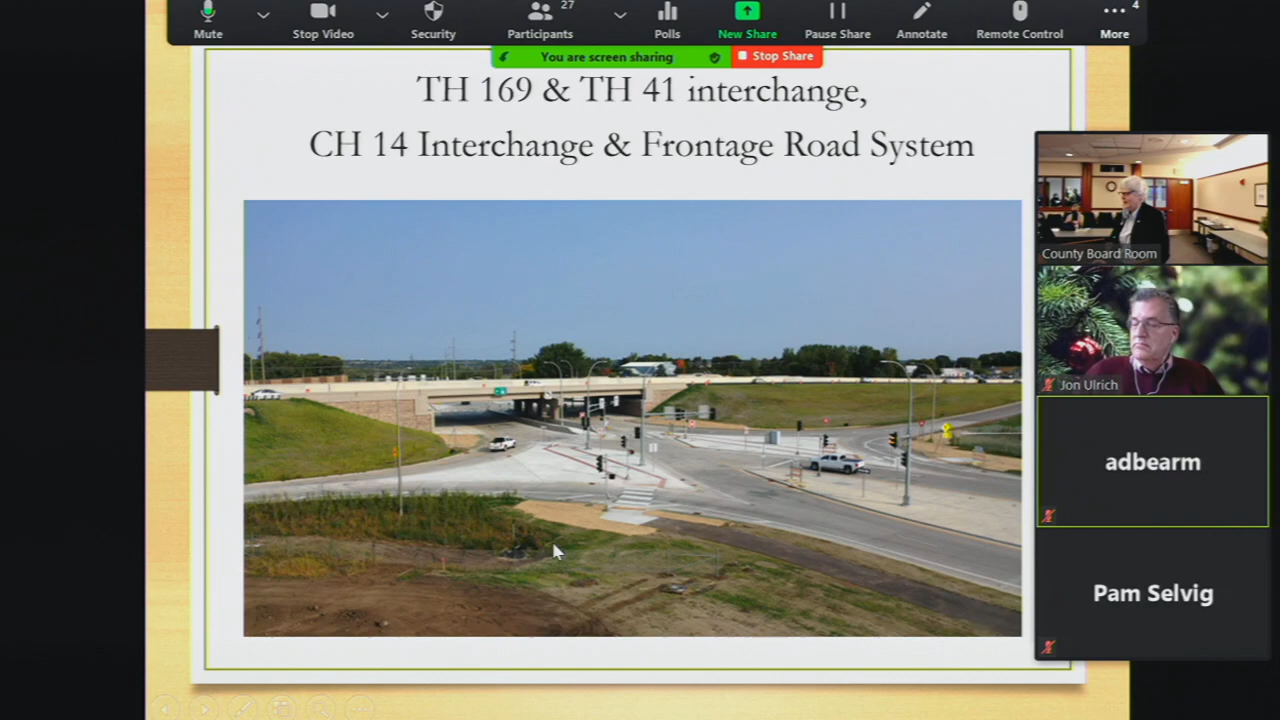 27
4
Mute
Stop Video
Security
Participants
Polls
New Share
Pause Share
Annotate
Remote Control
More
You are screen sharing
Stop Share
TH 169 & TH 41 interchange,
CH 14 Interchange & Frontage Road System
County Board Room
Jon Ulrich
adbearm
Pam Selvig